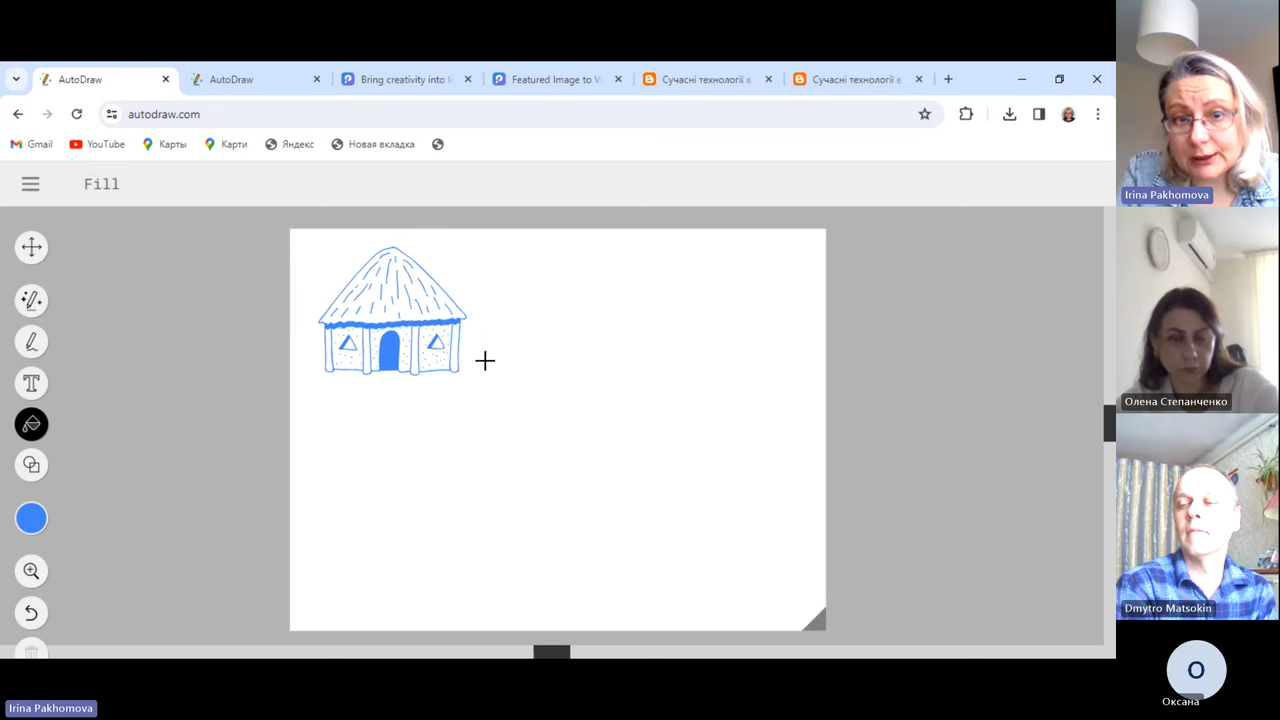 AutoDraw
AutoDraw
Bring creativity into li
Featured Image to Vi
Сучасні технології в
Сучасні технології в
autodraw.com
Gmail
YouTube
Карты
Карти
Яндекс
Новая вкладка
Fill
T
Irina Pakhomova
Олена Степанченко
Dmytro Matsokin
О
Оксана
Irina Pakhomova